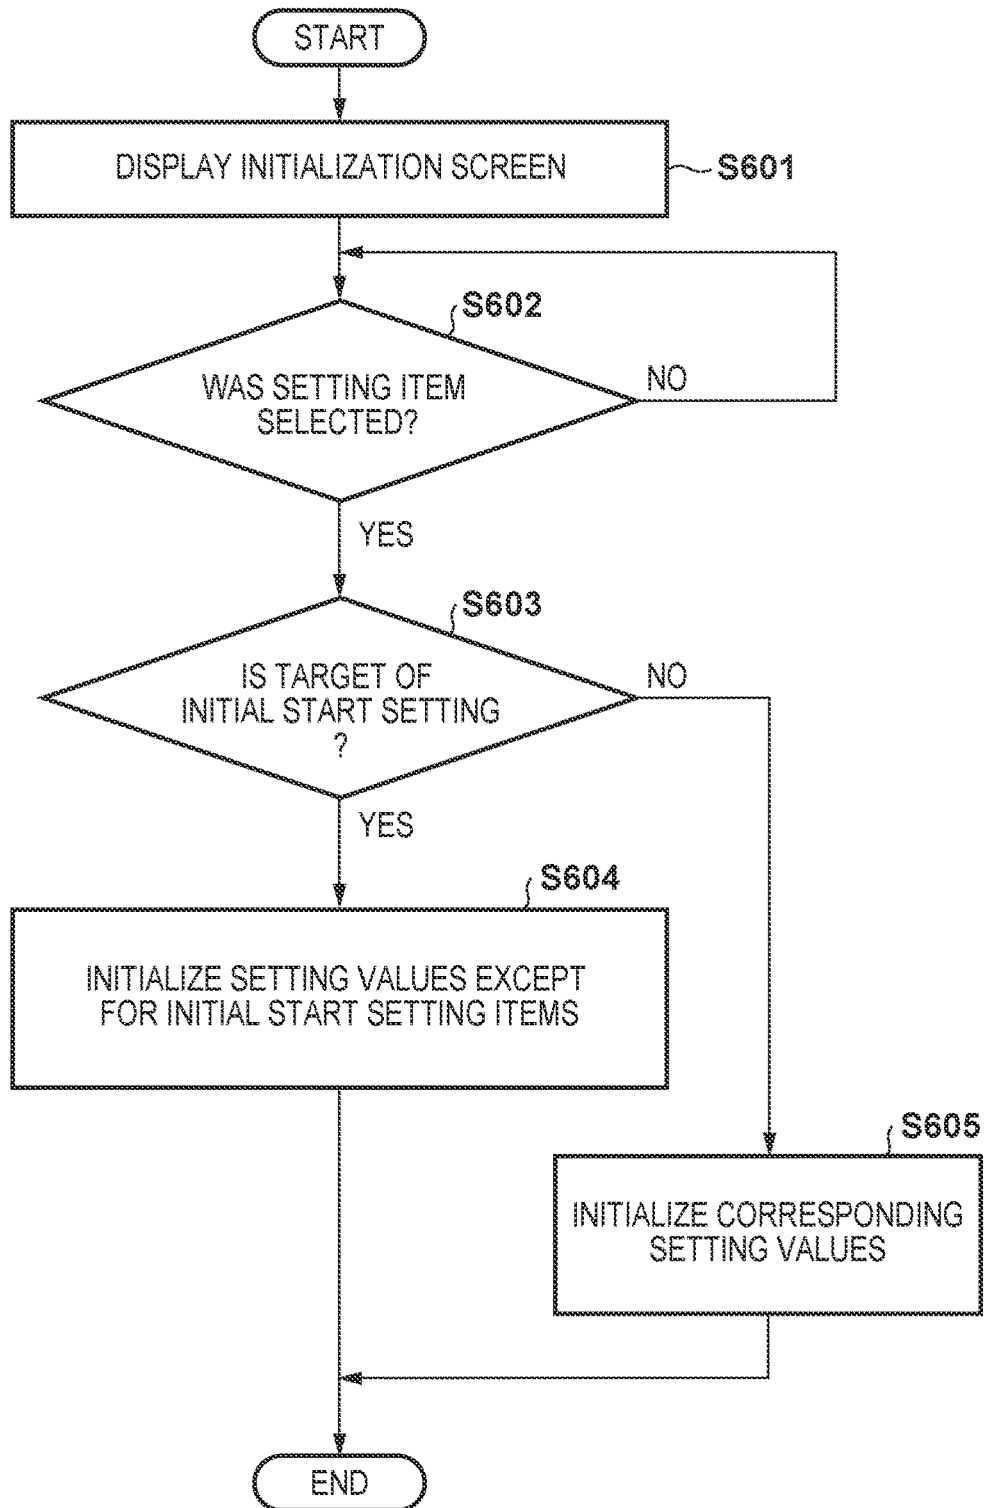 START
DISPLAY INITIALIZATION SCREEN
S601
S602
WAS SETTING ITEM
SELECTED?
NO
YES
S603
IS TARGET OF
INITIAL START SETTING
?
NO
YES
S604
INITIALIZE SETTING VALUES EXCEPT
FOR INITIAL START SETTING ITEMS
S605
INITIALIZE CORRESPONDING
SETTING VALUES
END